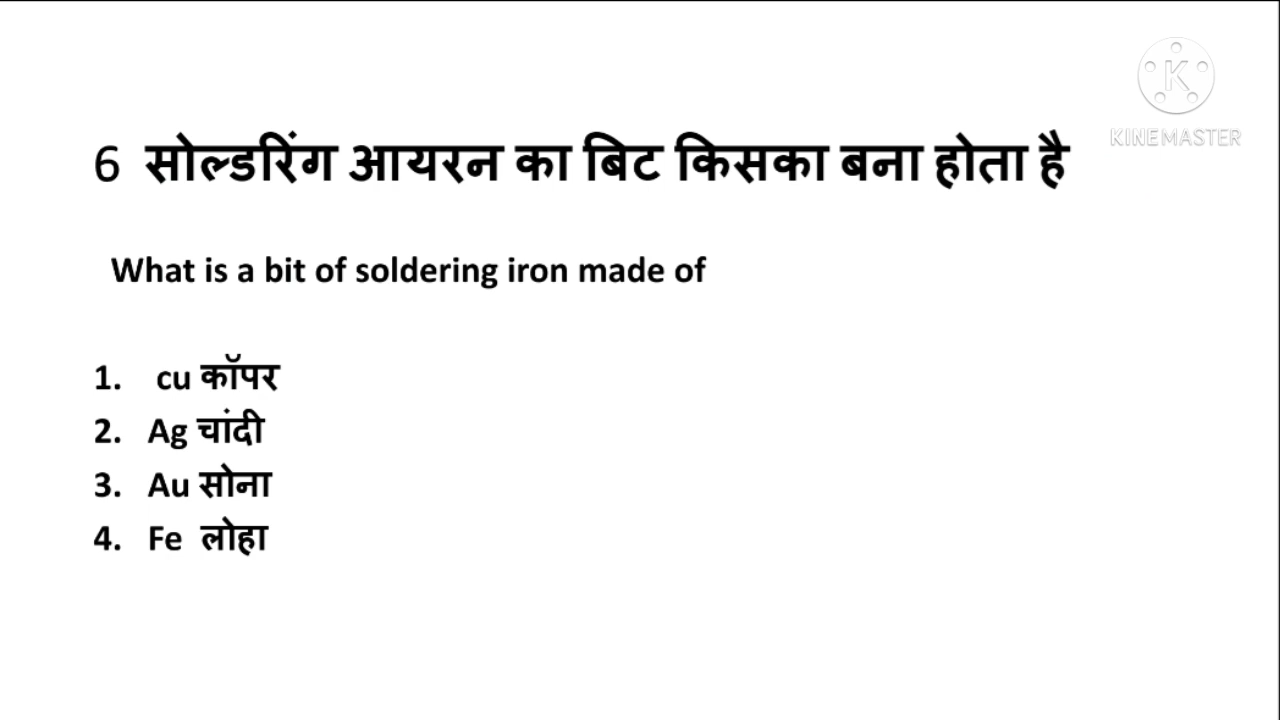 KINEMASTER
6 सोल्डरिंग आयरन का बिट किसका बना होता है
What is a bit of soldering iron made of
1. cu कॉपर
2. Ag चांदी
3. Au सोना
4. Fe लोहा